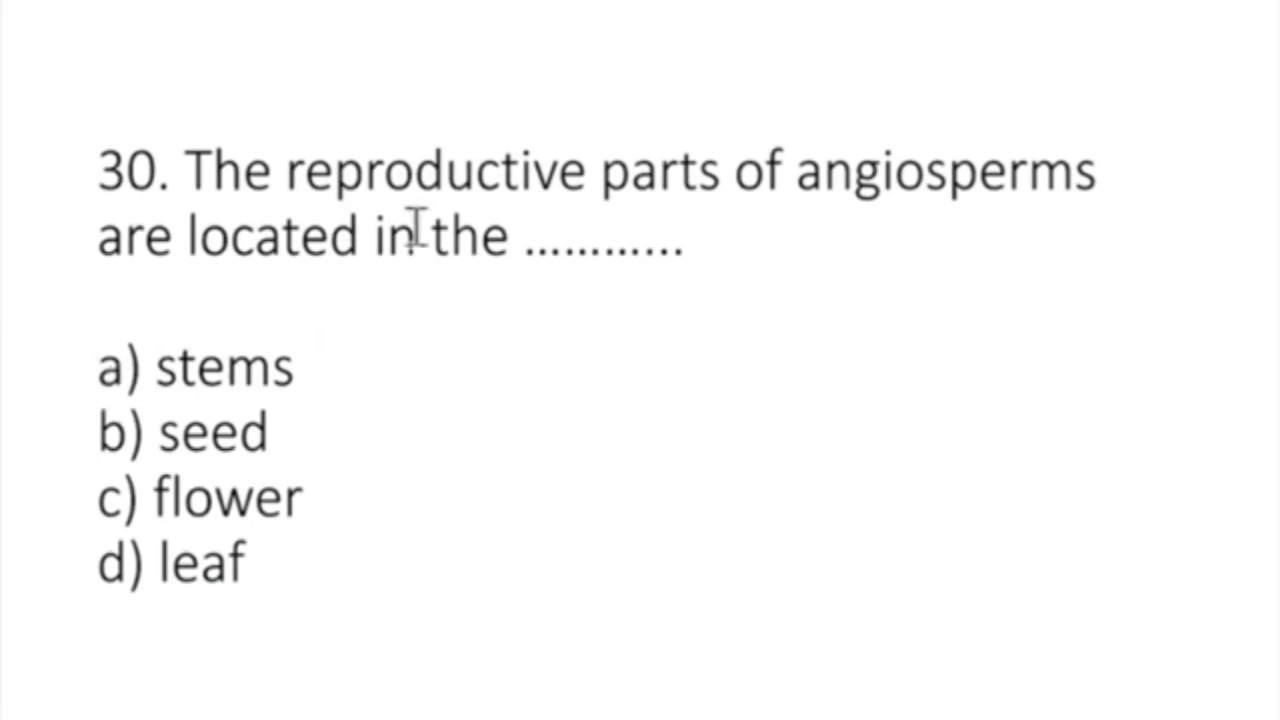 30. The reproductive parts of angiosperms
are located in the ………...
a) stems
b) seed
c) flower
d) leaf